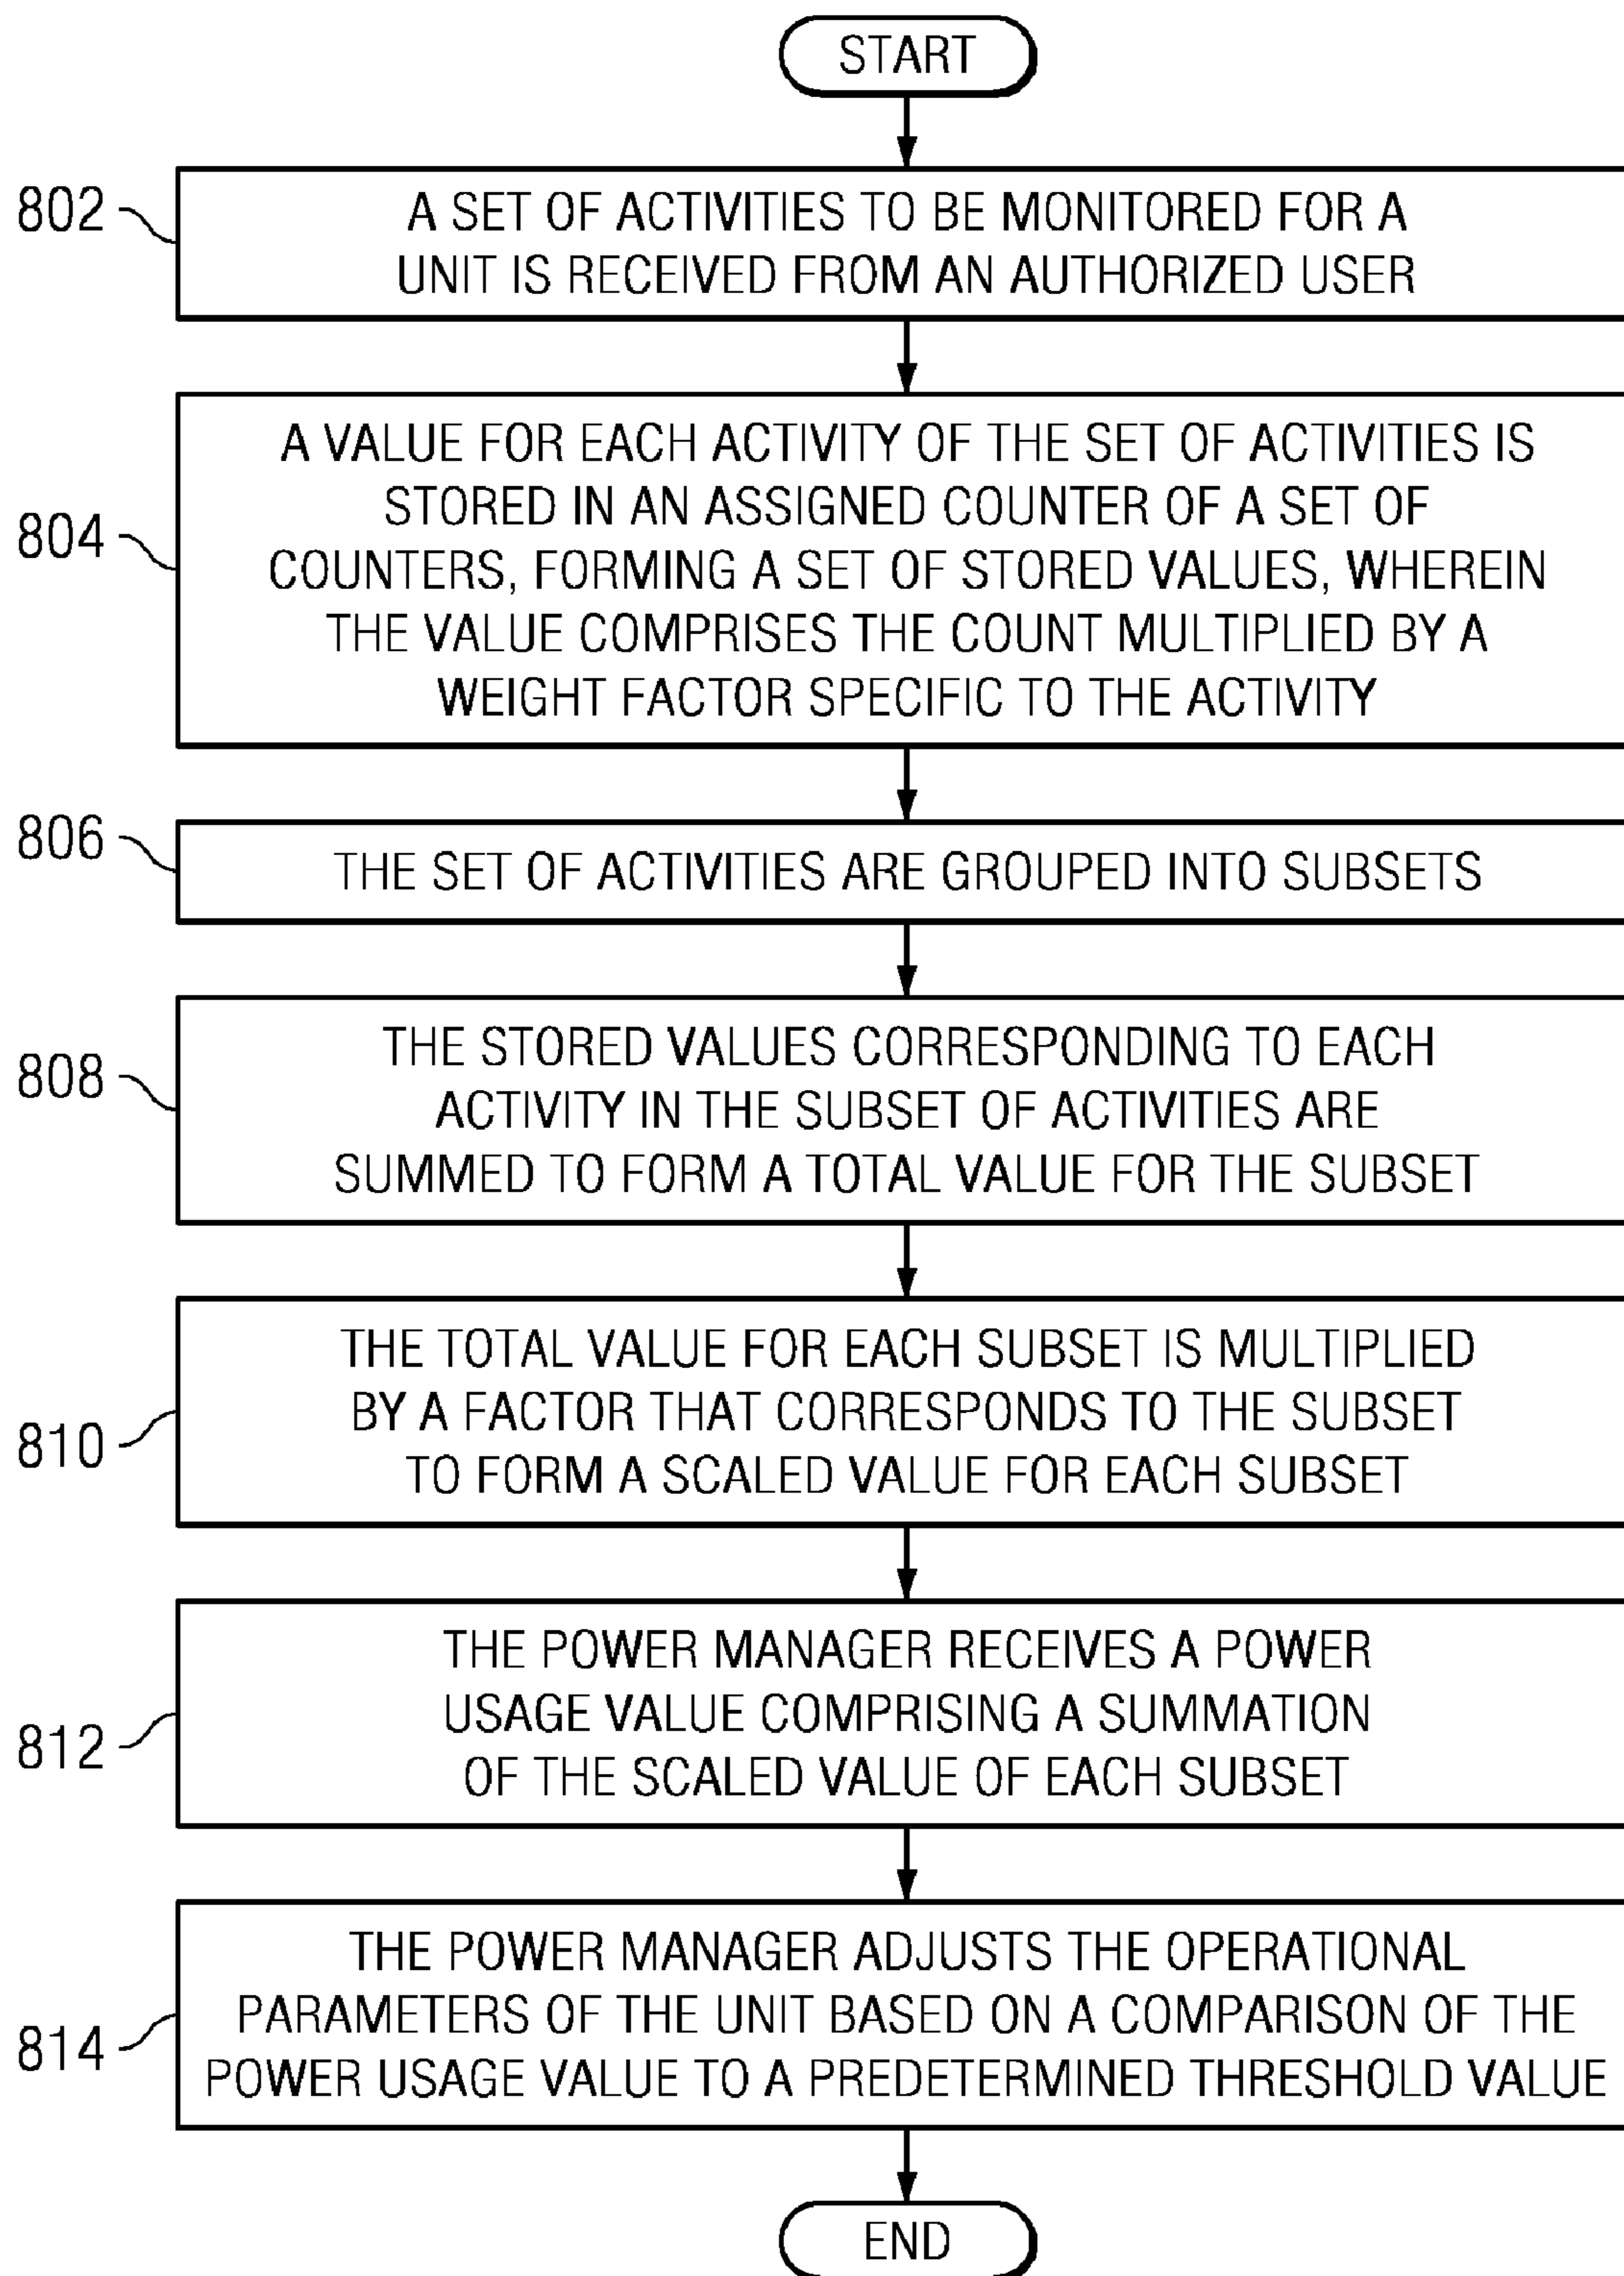 START
802
A SET OF ACTIVITIES TO BE MONITORED FOR A
UNIT IS RECEIVED FROM AN AUTHORIZED USER
804
A VALUE FOR EACH ACTIVITY OF THE SET OF ACTIVITIES IS
STORED IN AN ASSIGNED COUNTER OF A SET OF
COUNTERS, FORMING A SET OF STORED VALUES, WHEREIN
THE VALUE COMPRISES THE COUNT MULTIPLIED BY A
WEIGHT FACTOR SPECIFIC TO THE ACTIVITY
806
THE SET OF ACTIVITIES ARE GROUPED INTO SUBSETS
808
THE STORED VALUES CORRESPONDING TO EACH
ACTIVITY IN THE SUBSET OF ACTIVITIES ARE
SUMMED TO FORM A TOTAL VALUE FOR THE SUBSET
810
THE TOTAL VALUE FOR EACH SUBSET IS MULTIPLIED
BY A FACTOR THAT CORRESPONDS TO THE SUBSET
TO FORM A SCALED VALUE FOR EACH SUBSET
812
THE POWER MANAGER RECEIVES A POWER
USAGE VALUE COMPRISING A SUMMATION
OF THE SCALED VALUE OF EACH SUBSET
814
THE POWER MANAGER ADJUSTS THE OPERATIONAL
PARAMETERS OF THE UNIT BASED ON A COMPARISON OF THE
POWER USAGE VALUE TO A PREDETERMINED THRESHOLD VALUE
END